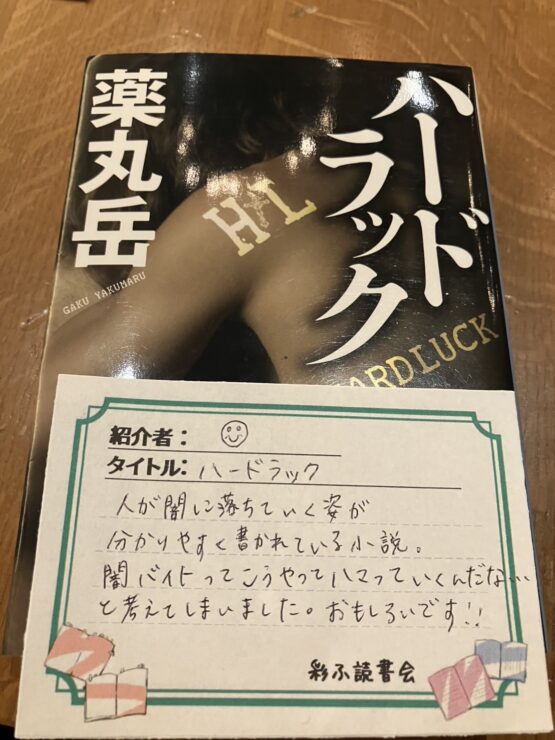 ハードラック
薬丸岳
GAKU YAKUMARU
H+L
ARDLUCK
紹介者:
タイトル: ハードラック
人が闇に落ちていく姿が
分かりやすく書かれている小説。
闇バイトってこうやってハマっていくんだな…
と考えてしまいました。おもしろいです!!
彩ふ読書会